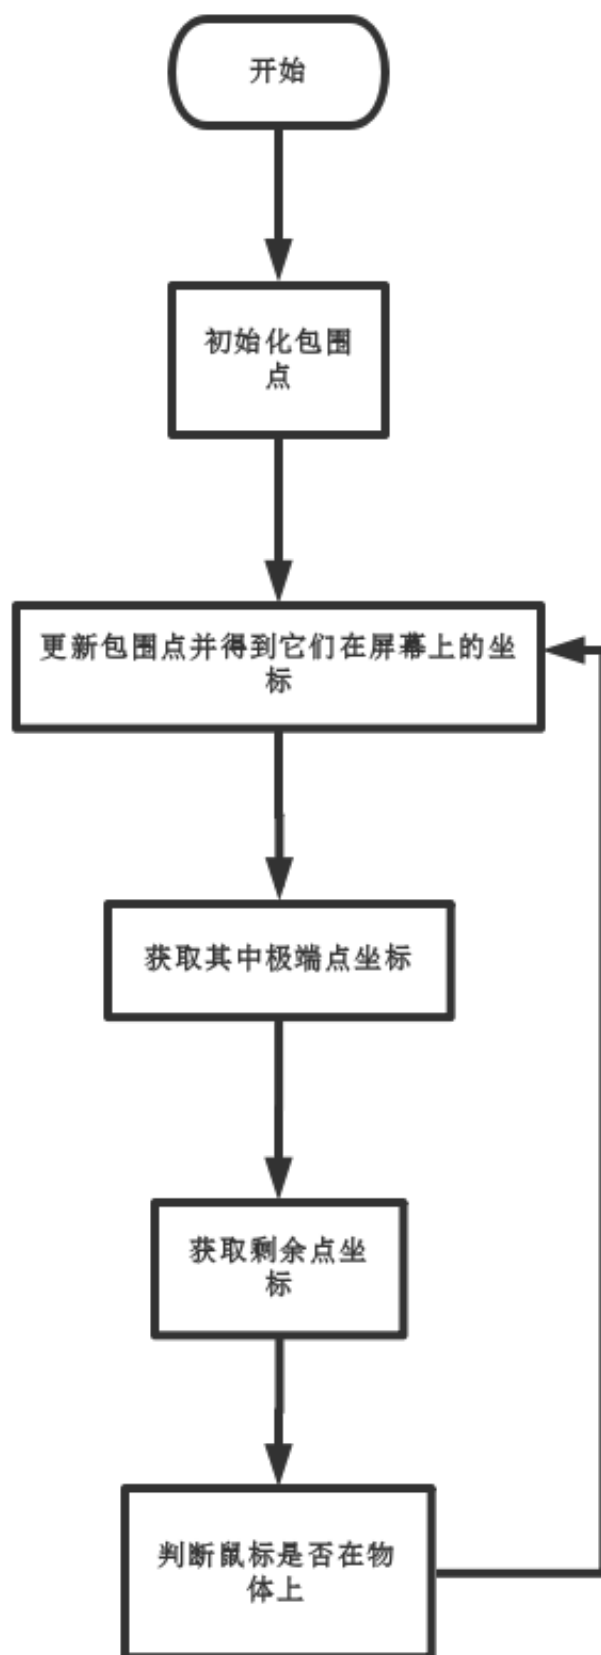 开始
初始化包围
点
更新包围点并得到它们在屏幕上的坐
标
获取其中极端点坐标
获取剩余点坐
标
判断鼠标是否在物
体上